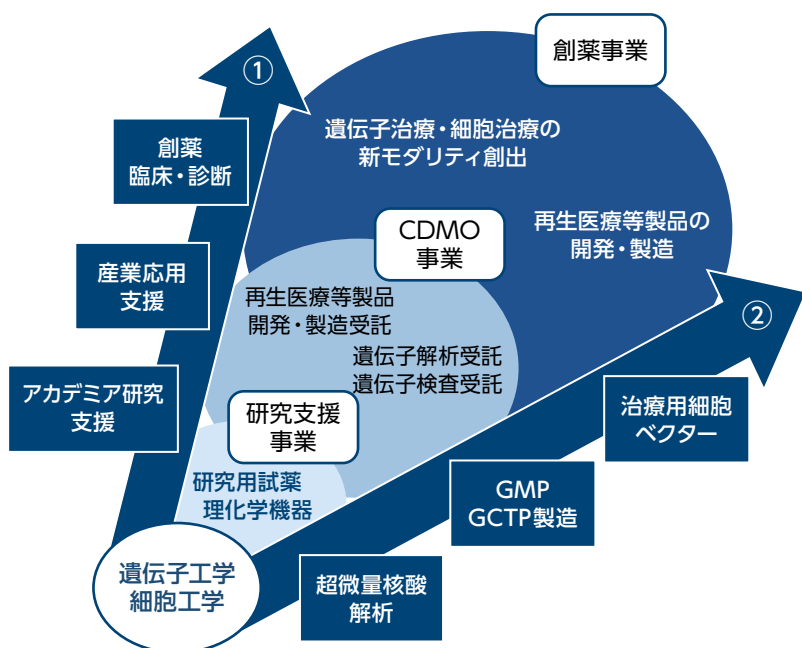 創薬事業
①
遺伝子治療・細胞治療の
新モダリティ創出
創薬
臨床・診断
CDMO
事業
再生医療等製品の
開発・製造
産業応用
支援
再生医療等製品
開発・製造受託
②
遺伝子解析受託
遺伝子検査受託
アカデミア研究
支援
研究支援
事業
治療用細胞
ベクター
研究用試薬
理化学機器
GMP
GCTP製造
遺伝子工学
細胞工学
超微量核酸
解析